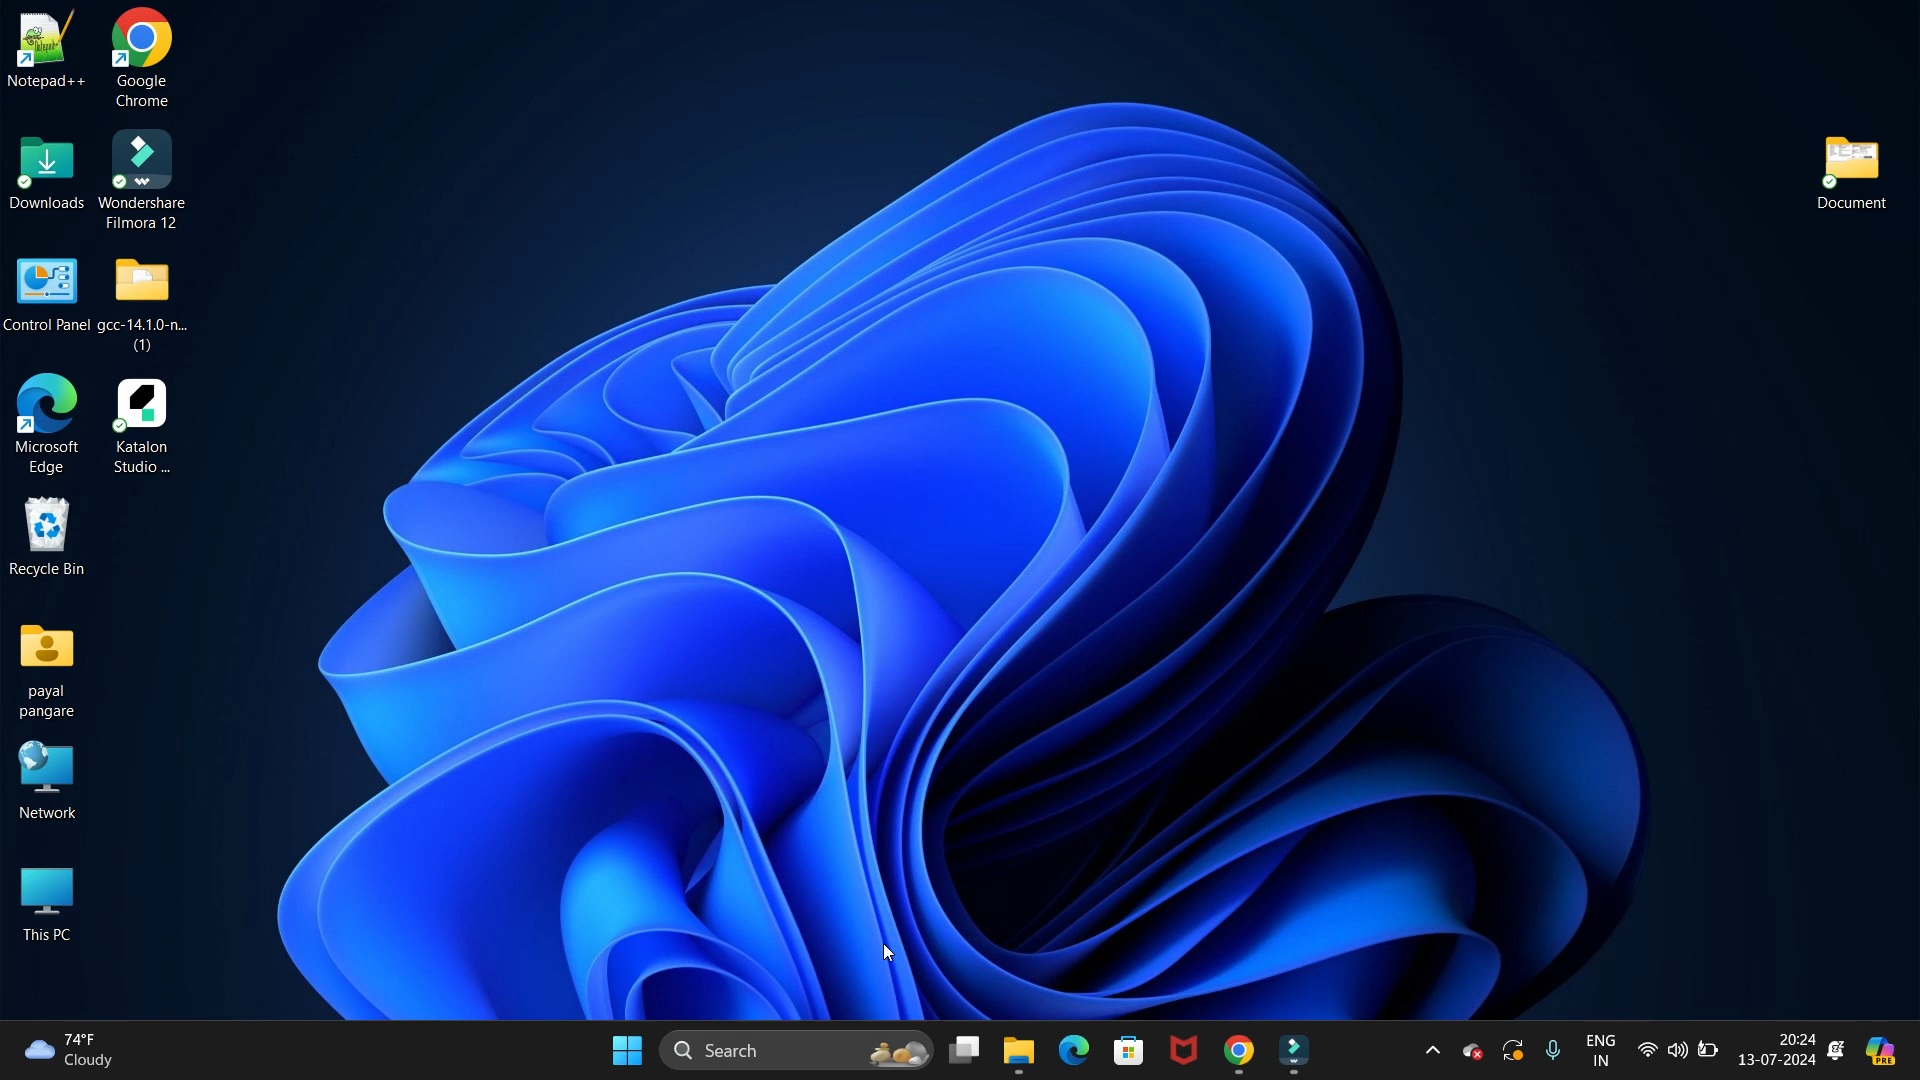 Notepad++
Google
Chrome
Downloads
Wondershare
Filmora 12
Control Panel
gcc-14.1.0-n...
(1)
Microsoft
Edge
Katalon
Studio ...
Recycle Bin
payal
pangare
Network
This PC
Document
74°F
Cloudy
Search
ENG
IN
20:24
13-07-2024
PRE